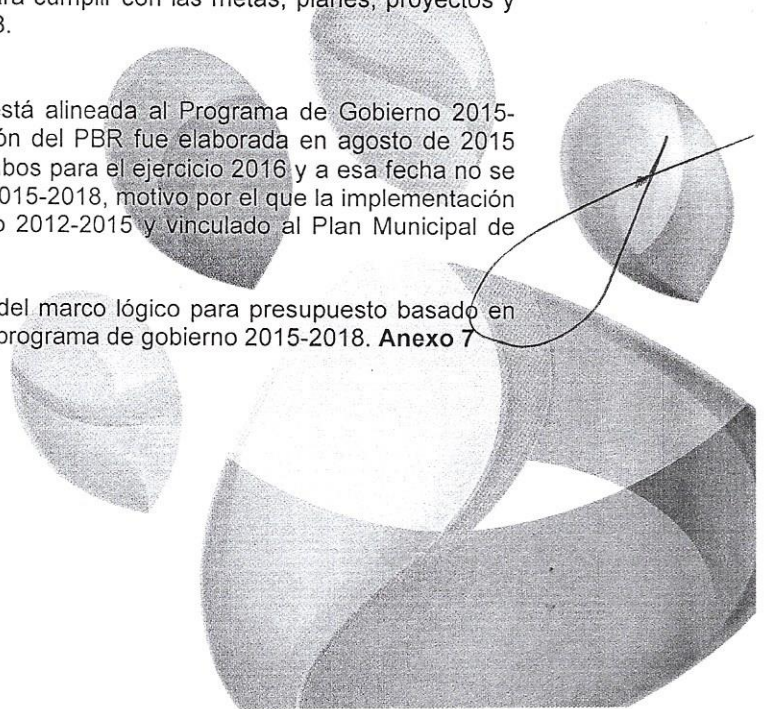 para cumplir con las metas, planes, proyectos y
8.
está alineada al Programa de Gobierno 2015-
ón del PBR fue elaborada en agosto de 2015
bos para el ejercicio 2016 y a esa fecha no se
015-2018, motivo por el que la implementación
o 2012-2015 y vinculado al Plan Municipal de
del marco lógico para presupuesto basado en
programa de gobierno 2015-2018. Anexo 7